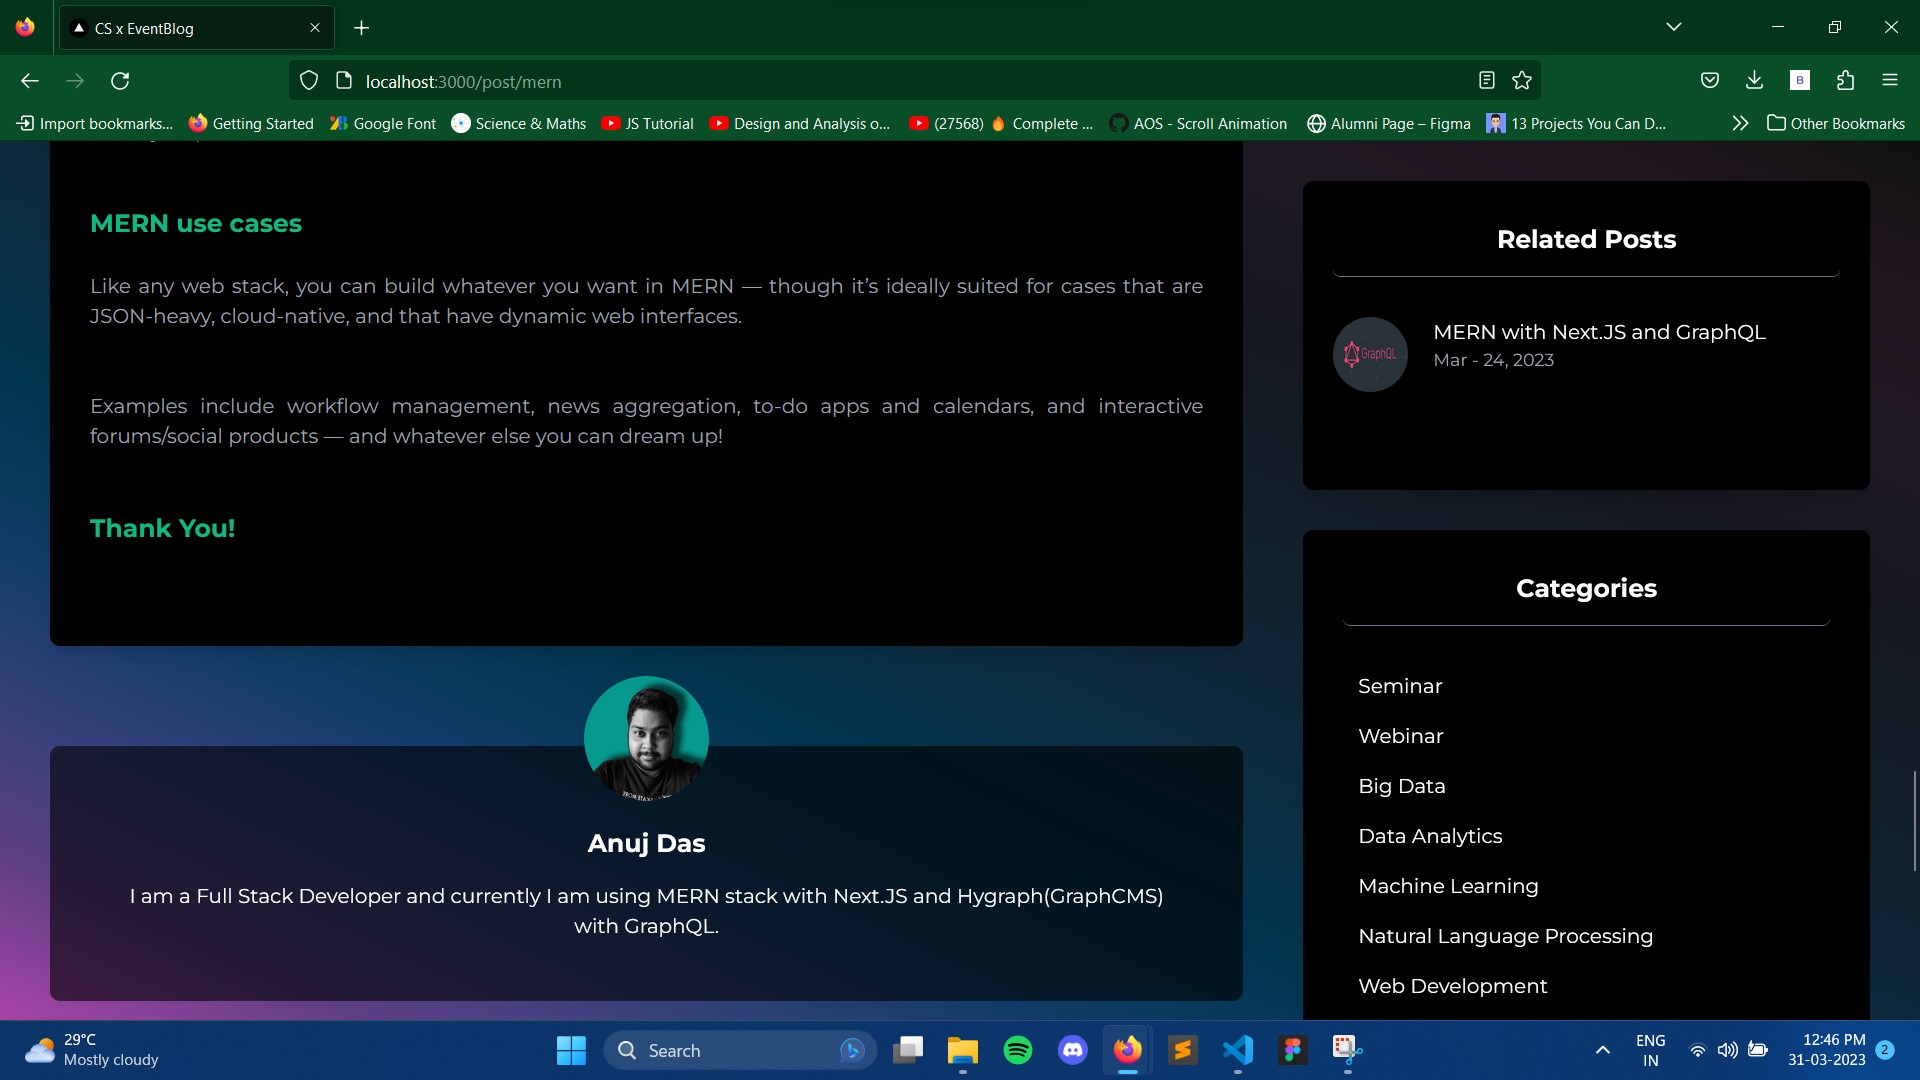 CS x EventBlog
localhost:3000/post/mern
B
Import bookmarks...
Getting Started
Google Font
Science & Maths
JS Tutorial
Design and Analysis o...
(27568) 🔥 Complete ...
AOS - Scroll Animation
Alumni Page – Figma
13 Projects You Can D...
Other Bookmarks
MERN use cases
Like any web stack, you can build whatever you want in MERN — though it’s ideally suited for cases that are
JSON-heavy, cloud-native, and that have dynamic web interfaces.
Examples include workflow management, news aggregation, to-do apps and calendars, and interactive
forums/social products — and whatever else you can dream up!
Thank You!
Anuj Das
I am a Full Stack Developer and currently I am using MERN stack with Next.JS and Hygraph(GraphCMS)
with GraphQL.
Related Posts
GraphQL
MERN with Next.JS and GraphQL
Mar - 24, 2023
Categories
Seminar
Webinar
Big Data
Data Analytics
Machine Learning
Natural Language Processing
Web Development
29°C
Mostly cloudy
Search
ENG
IN
12:46 PM
31-03-2023
2